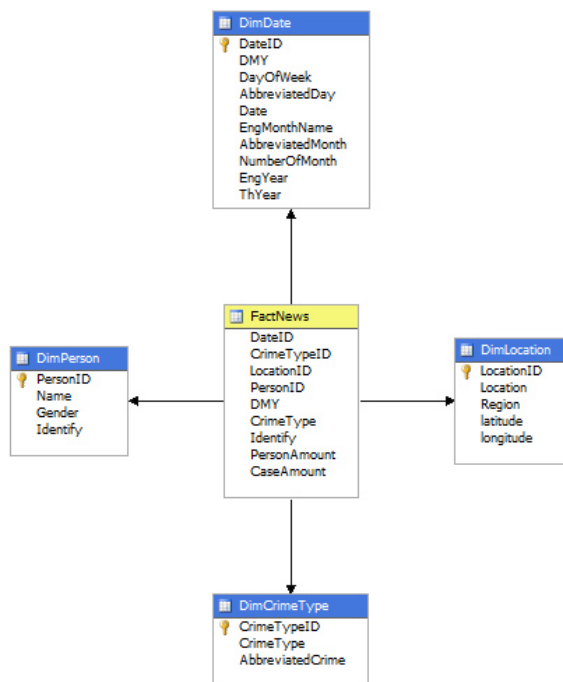 DimDate
DateID
DMY
DayOfWeek
AbbreviatedDay
Date
EngMonthName
AbbreviatedMonth
NumberOfMonth
EngYear
ThYear
FactNews
DateID
CrimeTypeID
LocationID
PersonID
DMY
CrimeType
Identify
PersonAmount
CaseAmount
DimPerson
PersonID
Name
Gender
Identify
DimLocation
LocationID
Location
Region
latitude
longitude
DimCrimeType
CrimeTypeID
CrimeType
AbbreviatedCrime